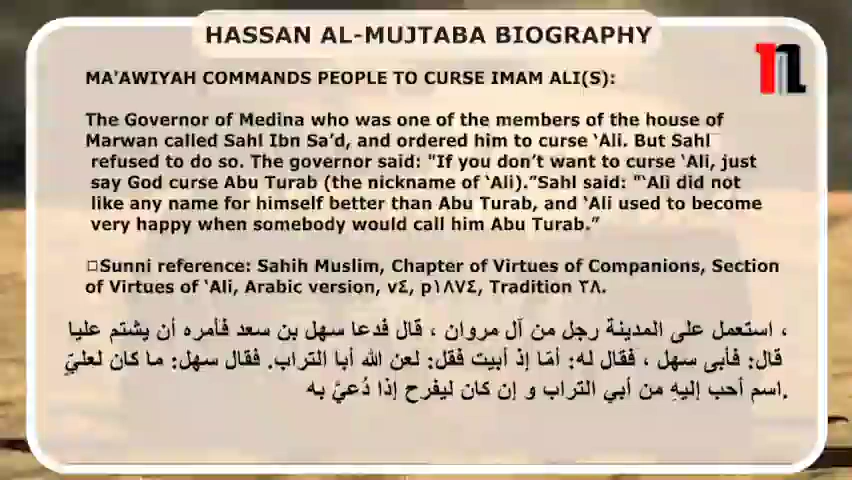 HASSAN AL-MUJTABA BIOGRAPHY
MA'AWIYAH COMMANDS PEOPLE TO CURSE IMAM ALI(S):
The Governor of Medina who was one of the members of the house of
Marwan called Sahl Ibn Sa’d, and ordered him to curse ‘Ali. But Sahl
refused to do so. The governor said: "If you don’t want to curse ‘Ali, just
say God curse Abu Turab (the nickname of ‘Ali).”Sahl said: "‘Ali did not
like any name for himself better than Abu Turab, and ‘Ali used to become
very happy when somebody would call him Abu Turab.”
□Sunni reference: Sahih Muslim, Chapter of Virtues of Companions, Section
of Virtues of ‘Ali, Arabic version, v٤, p١٨٧٤, Tradition ٣٨.
، استعمل على المدينة رجل من آل مروان ، قال فدعا سهل بن سعد فأمره أن يشتم عليا
قال: فأبى سهل ، فقال له: أمّا إذ أبيت فقل: لعن الله أبا التراب. فقال سهل: ما كان لعليّ
.اسم أحب إليهِ من أبي التراب و إن كان ليفرح إذا دُعيَّ به